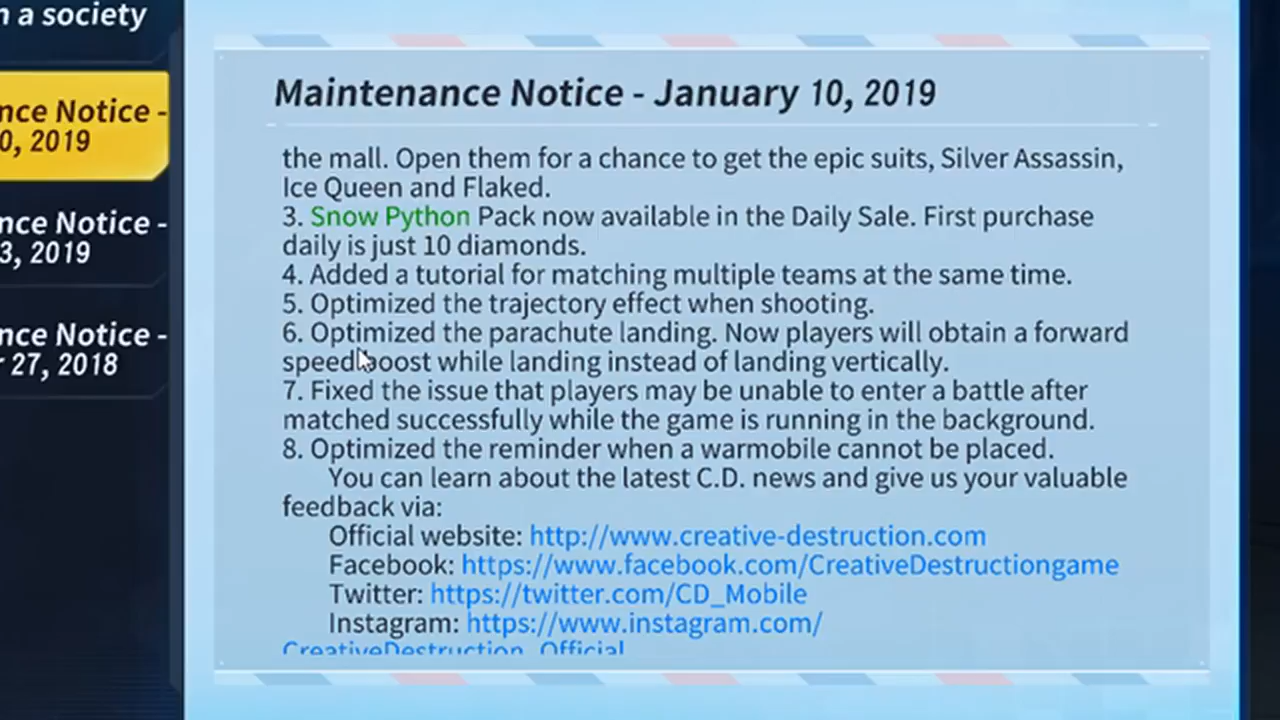 n a society
nce Notice -
0, 2019
nce Notice -
3, 2019
nce Notice -
r 27, 2018
Maintenance Notice - January 10, 2019
the mall. Open them for a chance to get the epic suits, Silver Assassin,
Ice Queen and Flaked.
3. Snow Python Pack now available in the Daily Sale. First purchase
daily is just 10 diamonds.
4. Added a tutorial for matching multiple teams at the same time.
5. Optimized the trajectory effect when shooting.
6. Optimized the parachute landing. Now players will obtain a forward
speed boost while landing instead of landing vertically.
7. Fixed the issue that players may be unable to enter a battle after
matched successfully while the game is running in the background.
8. Optimized the reminder when a warmobile cannot be placed.
You can learn about the latest C.D. news and give us your valuable
feedback via:
Official website: http://www.creative-destruction.com
Facebook: https://www.facebook.com/CreativeDestructiongame
Twitter: https://twitter.com/CD_Mobile
Instagram: https://www.instagram.com/
CreativeDestruction_Official